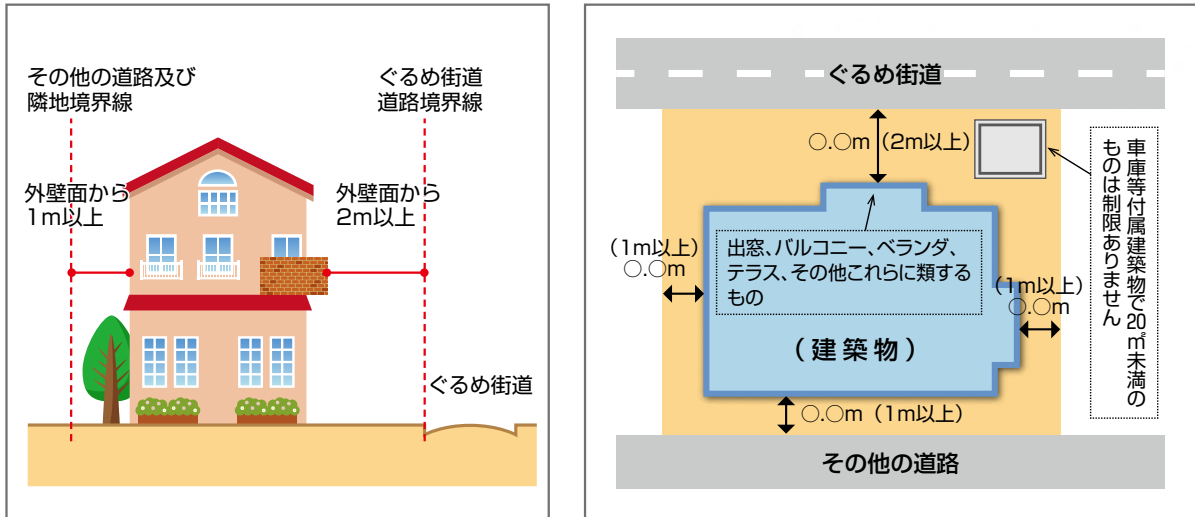 その他の道路及び
隣地境界線
ぐるめ街道
道路境界線
外壁面から
1m以上
外壁面から
2m以上
ぐるめ街道
ぐるめ街道
○.○m（2m以上）
車庫等付属建築物で20㎡未満の
ものは制限ありません
（1m以上）
○.○m
出窓、バルコニー、ベランダ、
テラス、その他これらに類する
もの
（1m以上）
○.○m
（建築物）
○.○m（1m以上）
その他の道路